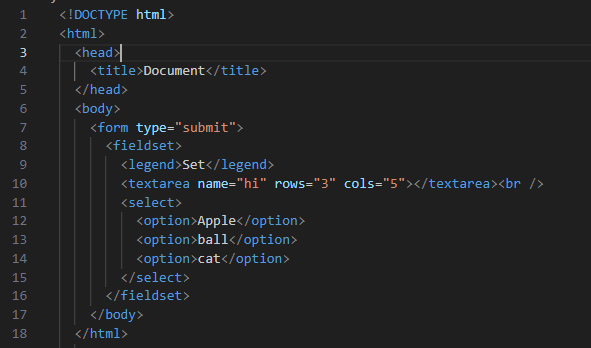 1 <!DOCTYPE html>
2 <html>
3 <head>
4 <title>Document</title>
5 </head>
6 <body>
7 <form type="submit">
8 <fieldset>
9 <legend>Set</legend>
10 <textarea name="hi" rows="3" cols="5"></textarea><br />
11 <select>
12 <option>Apple</option>
13 <option>ball</option>
14 <option>cat</option>
15 </select>
16 </fieldset>
17 </body>
18 </html>